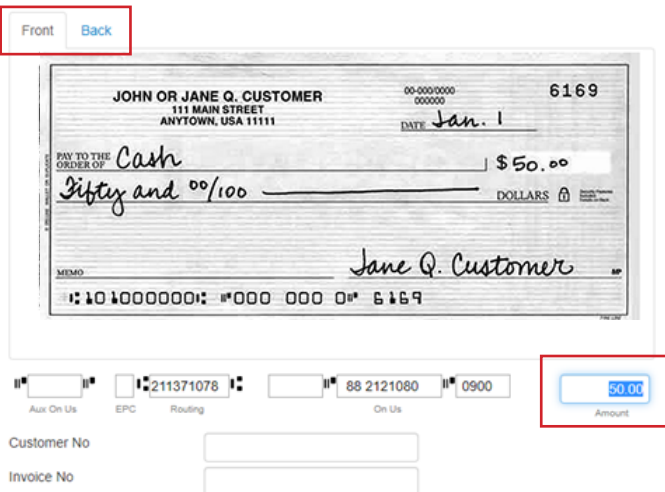 Front Back
JOHN OR JANE Q. CUSTOMER
111 MAIN STREET
ANYTOWN, USA 11111
00-000/0000
000000
6169
DATE Jan. 1
PAY TO THE
ORDER OF Cash $50.00
Fifty and 00/100 DOLLARS
MEMO Jane Q. Customer MP
⑆101000000⑆ ⑈000 000 0⑈ 6169
211371078 88 2121080 0900 50.00
Aux On Us EPC Routing On Us Amount
Customer No
Invoice No